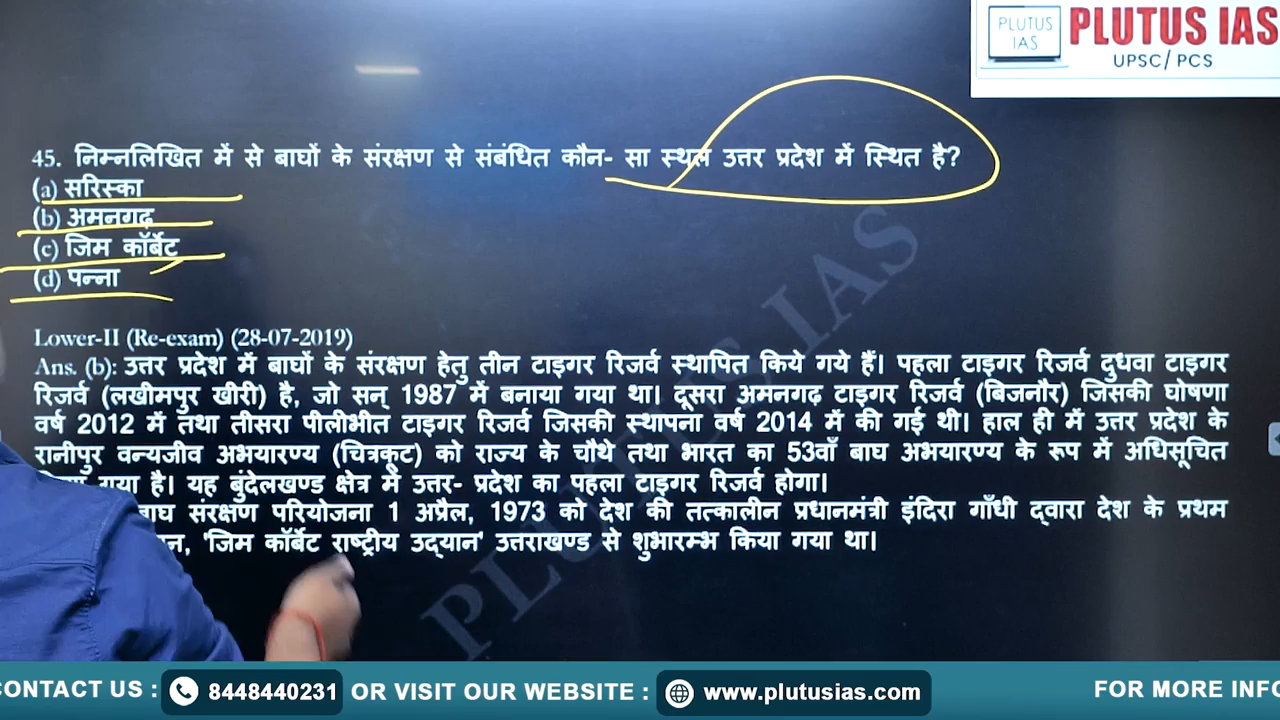 PLUTUS IAS
PLUTUS IAS
UPSC/ PCS
45. निम्नलिखित में से बाघों के संरक्षण से संबंधित कौन- सा स्थल उत्तर प्रदेश में स्थित है?
(a) सरिस्का
(b) अमनगढ़
(c) जिम कॉर्बेट
(d) पन्ना
Lower-II (Re-exam) (28-07-2019)
Ans. (b): उत्तर प्रदेश में बाघों के संरक्षण हेतु तीन टाइगर रिजर्व स्थापित किये गये हैं। पहला टाइगर रिजर्व दुधवा टाइगर
रिजर्व (लखीमपुर खीरी) है, जो सन् 1987 में बनाया गया था। दूसरा अमनगढ़ टाइगर रिजर्व (बिजनौर) जिसकी घोषणा
वर्ष 2012 में तथा तीसरा पीलीभीत टाइगर रिजर्व जिसकी स्थापना वर्ष 2014 में की गई थी। हाल ही में उत्तर प्रदेश के
रानीपुर वन्यजीव अभयारण्य (चित्रकूट) को राज्य के चौथे तथा भारत का 53वाँ बाघ अभयारण्य के रूप में अधिसूचित
गया है। यह बुंदेलखण्ड क्षेत्र में उत्तर- प्रदेश का पहला टाइगर रिजर्व होगा।
बाघ संरक्षण परियोजना 1 अप्रैल, 1973 को देश की तत्कालीन प्रधानमंत्री इंदिरा गाँधी द्वारा देश के प्रथम
'जिम कॉर्बेट राष्ट्रीय उद्यान' उत्तराखण्ड से शुभारम्भ किया गया था।
PLUTUS IAS
CONTACT US : 8448440231 OR VISIT OUR WEBSITE : www.plutusias.com FOR MORE INFO